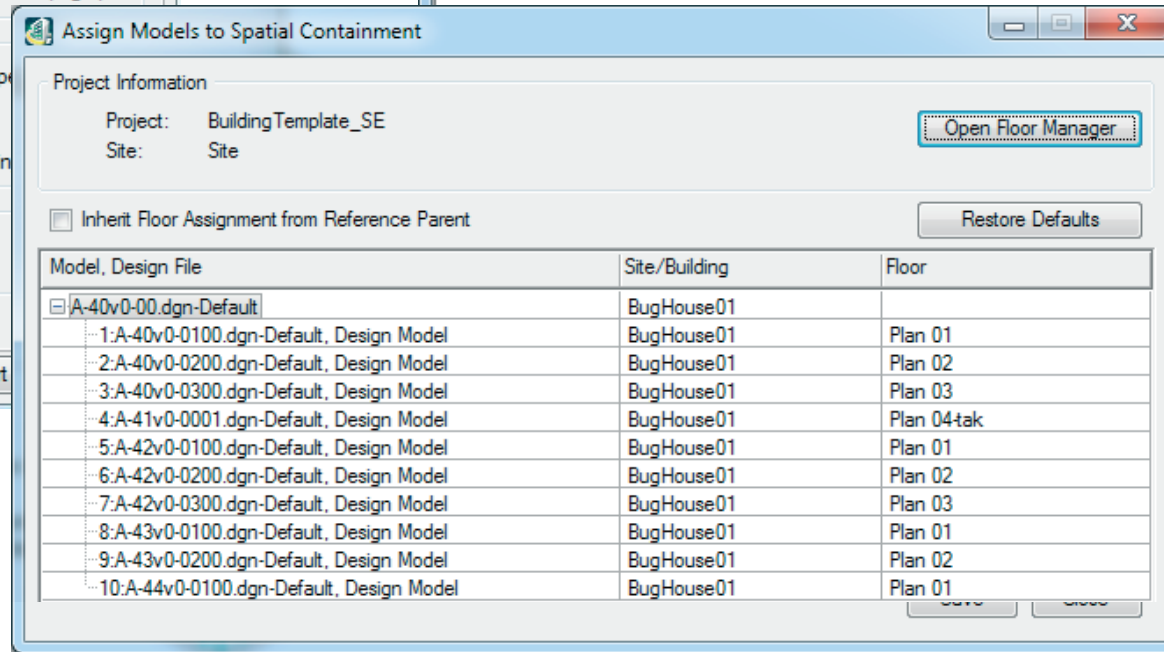 Assign Models to Spatial Containment
Project Information
Project: BuildingTemplate_SE
Open Floor Manager
Site: Site
Inherit Floor Assignment from Reference Parent
Restore Defaults
Model, Design File Site/Building Floor
A-40v0-00.dgn-Default BugHouse01
1:A-40v0-0100.dgn-Default, Design Model BugHouse01 Plan 01
2:A-40v0-0200.dgn-Default, Design Model BugHouse01 Plan 02
3:A-40v0-0300.dgn-Default, Design Model BugHouse01 Plan 03
4:A-41v0-0001.dgn-Default, Design Model BugHouse01 Plan 04-tak
5:A-42v0-0100.dgn-Default, Design Model BugHouse01 Plan 01
6:A-42v0-0200.dgn-Default, Design Model BugHouse01 Plan 02
7:A-42v0-0300.dgn-Default, Design Model BugHouse01 Plan 03
8:A-43v0-0100.dgn-Default, Design Model BugHouse01 Plan 01
9:A-43v0-0200.dgn-Default, Design Model BugHouse01 Plan 02
10:A-44v0-0100.dgn-Default, Design Model BugHouse01 Plan 01